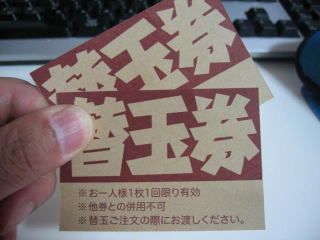 替玉券
替玉券
※お一人様1枚1回限り有効
※他券との併用不可
※替玉ご注文の際にお渡しください。